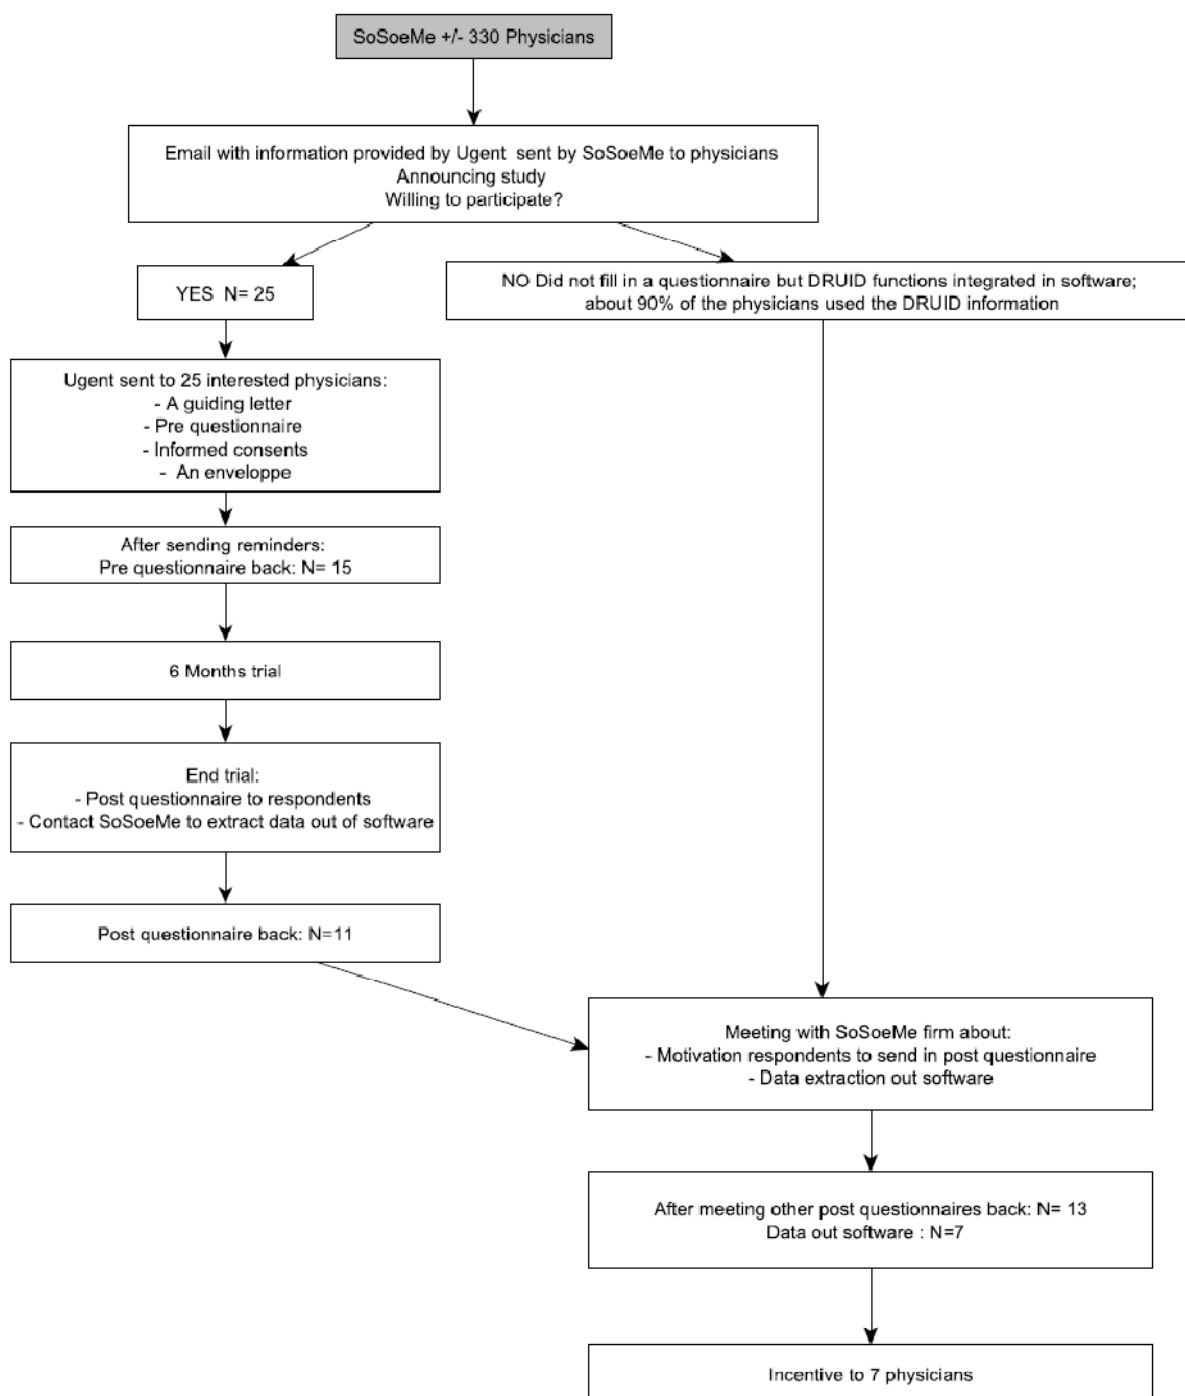 SoSoeMe +/- 330 Physicians
Email with information provided by Ugent sent by SoSoeMe to physicians
Announcing study
Willing to participate?
YES N= 25
NO Did not fill in a questionnaire but DRUID functions integrated in software;
about 90% of the physicians used the DRUID information
Ugent sent to 25 interested physicians:
- A guiding letter
- Pre questionnaire
- Informed consents
- An enveloppe
After sending reminders:
Pre questionnaire back: N= 15
6 Months trial
End trial:
- Post questionnaire to respondents
- Contact SoSoeMe to extract data out of software
Post questionnaire back: N=11
Meeting with SoSoeMe firm about:
- Motivation respondents to send in post questionnaire
- Data extraction out software
After meeting other post questionnaires back: N= 13
Data out software : N=7
Incentive to 7 physicians